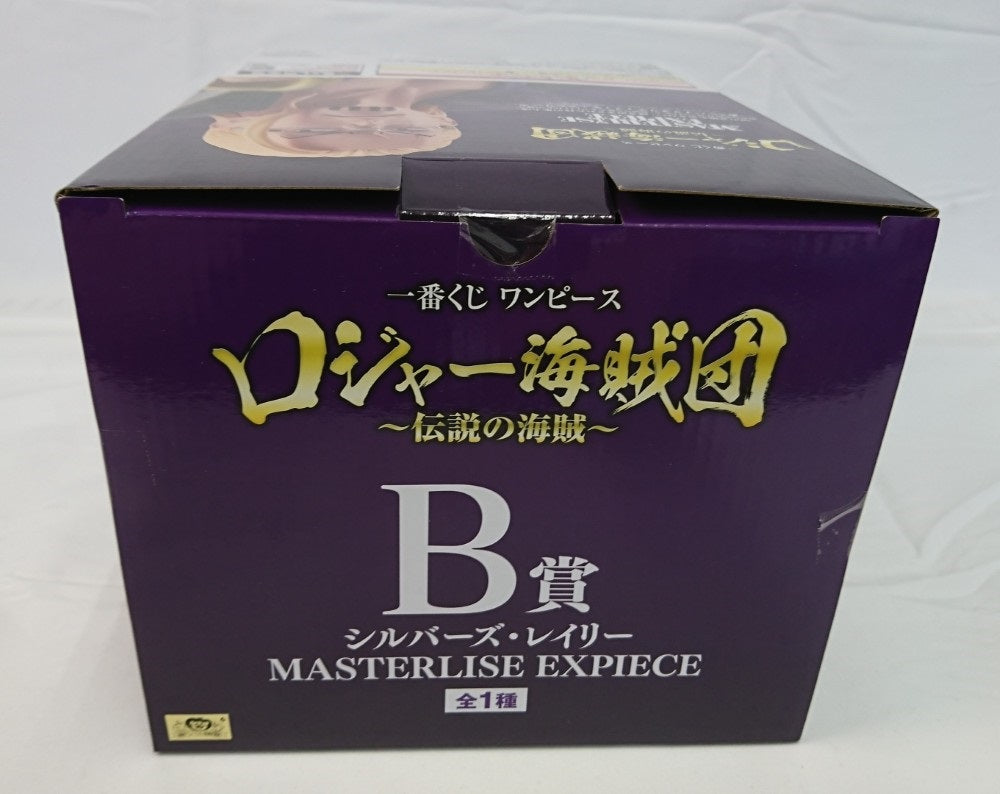 一番くじ ワンピース
ロジャー海賊団
～伝説の海賊～
B賞
シルバーズ・レイリー
MASTERLISE EXPIECE
全1種